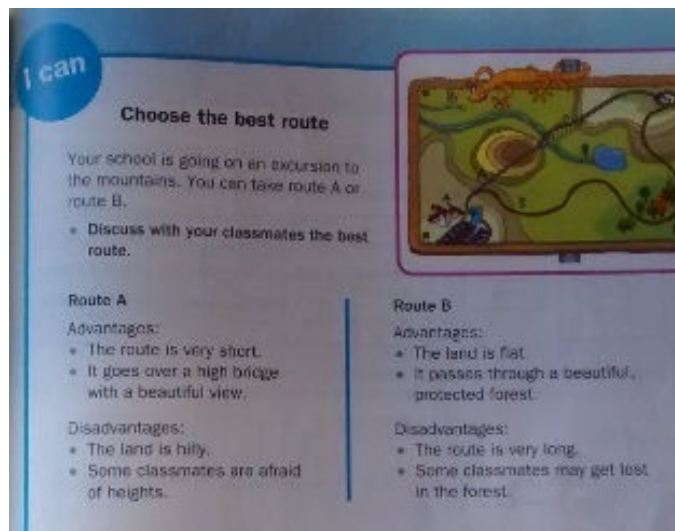 I can
Choose the best route
Your school is going on an excursion to
the mountains. You can take route A or
route B.
• Discuss with your classmates the best
route.
Route A
Advantages:
• The route is very short.
• It goes over a high bridge
with a beautiful view.
Disadvantages:
• The land is hilly.
• Some classmates are afraid
of heights.
Route B
Advantages:
• The land is flat
• It passes through a beautiful,
protected forest.
Disadvantages:
• The route is very long.
• Some classmates may get lost
in the forest.